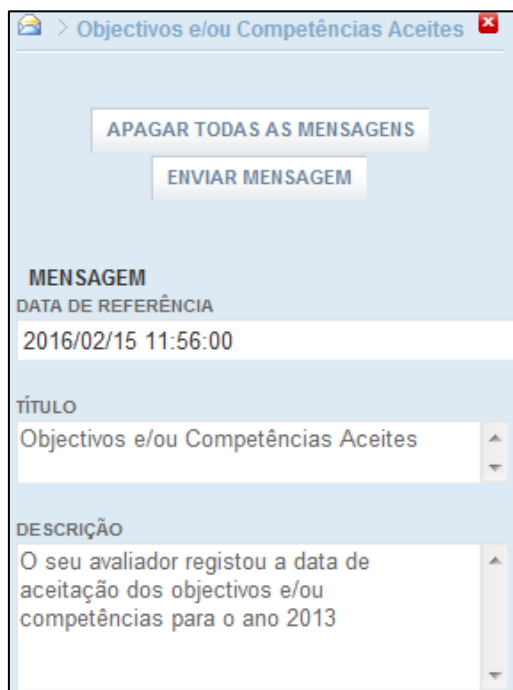 > Objectivos e/ou Competências Aceites
APAGAR TODAS AS MENSAGENS
ENVIAR MENSAGEM
MENSAGEM
DATA DE REFERÊNCIA
2016/02/15 11:56:00
TÍTULO
Objectivos e/ou Competências Aceites
DESCRIÇÃO
O seu avaliador registou a data de
aceitação dos objectivos e/ou
competências para o ano 2013